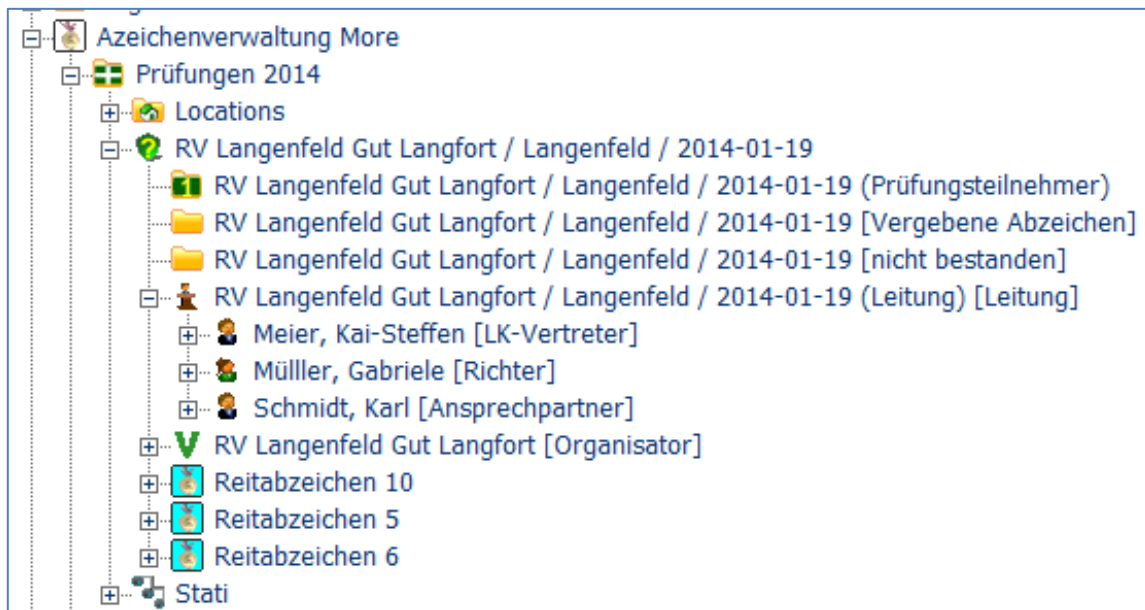 Azeichenverwaltung More
Prüfungen 2014
Locations
RV Langenfeld Gut Langfort / Langenfeld / 2014-01-19
RV Langenfeld Gut Langfort / Langenfeld / 2014-01-19 (Prüfungsteilnehmer)
RV Langenfeld Gut Langfort / Langenfeld / 2014-01-19 [Vergebene Abzeichen]
RV Langenfeld Gut Langfort / Langenfeld / 2014-01-19 [nicht bestanden]
RV Langenfeld Gut Langfort / Langenfeld / 2014-01-19 (Leitung) [Leitung]
Meier, Kai-Steffen [LK-Vertreter]
Mülller, Gabriele [Richter]
Schmidt, Karl [Ansprechpartner]
RV Langenfeld Gut Langfort [Organisator]
Reitabzeichen 10
Reitabzeichen 5
Reitabzeichen 6
Stati